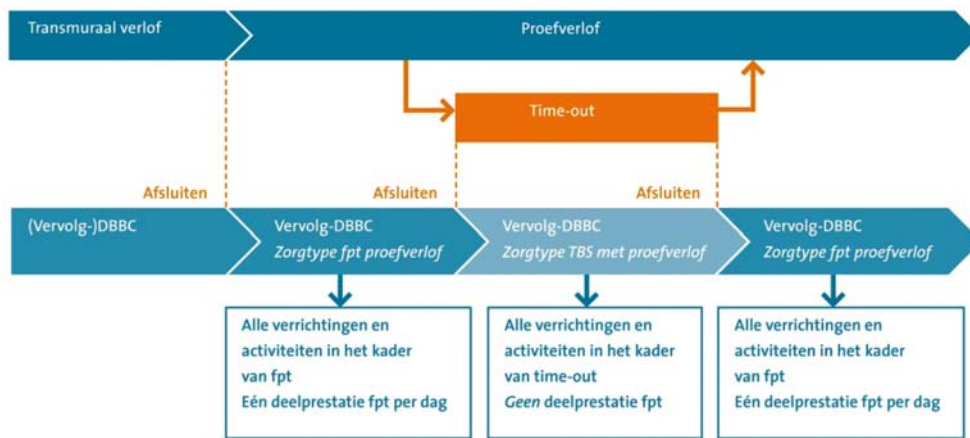 Transmuraal verlof
Proefverlof
Time-out
Afsluiten
Afsluiten
Afsluiten
(Vervolg-)DBBC
Vervolg-DBBC
Zorgtype fpt proefverlof
Vervolg-DBBC
Zorgtype TBS met proefverlof
Vervolg-DBBC
Zorgtype fpt proefverlof
Alle verrichtingen en
activiteiten in het kader
van fpt
Eén deelprestatie fpt per dag
Alle verrichtingen en
activiteiten in het kader
van time-out
Geen deelprestatie fpt
Alle verrichtingen en
activiteiten in het kader
van fpt
Eén deelprestatie fpt per dag